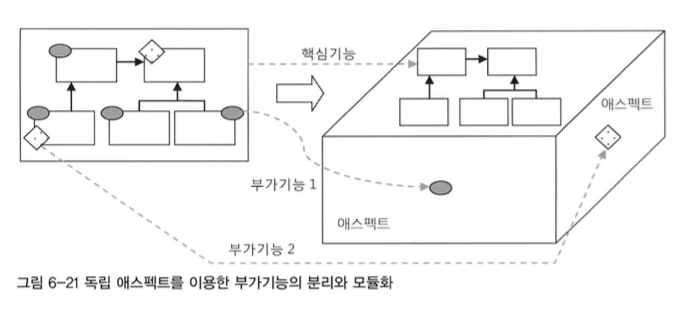 핵심기능
애스펙트
부가기능 1
애스펙트
부가기능 2
그림 6-21 독립 애스펙트를 이용한 부가기능의 분리와 모듈화